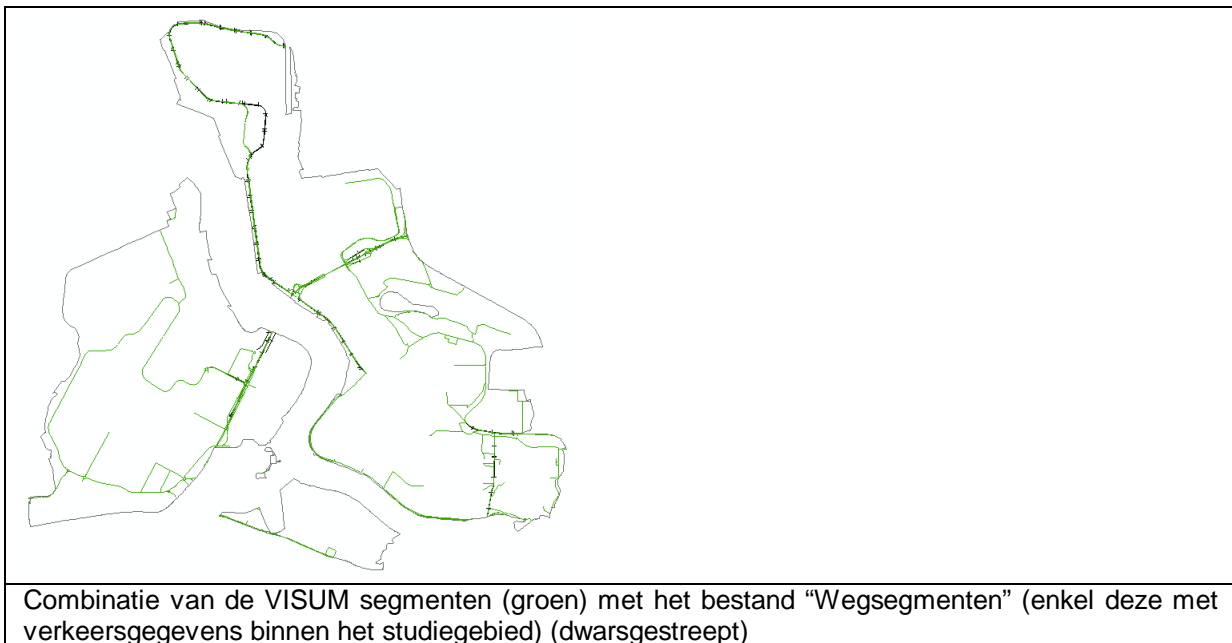 Combinatie van de VISUM segmenten (groen) met het bestand “Wegsegmenten” (enkel deze met
verkeersgegevens binnen het studiegebied) (dwarsgestreept)